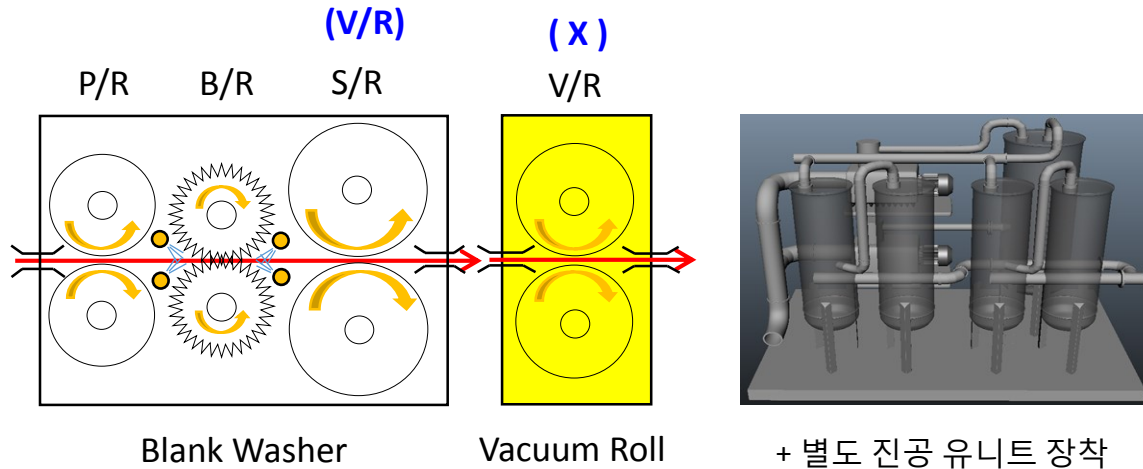 (V/R)
( X )
P/R
B/R
S/R
V/R
Blank Washer
Vacuum Roll
+ 별도 진공 유니트 장착